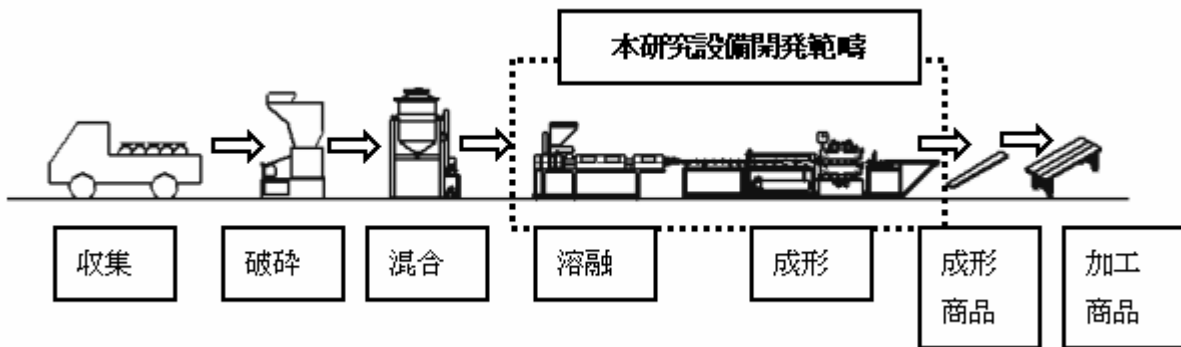 本研究設備開発範疇
収集
破砕
混合
溶融
成形
成形
商品
加工
商品